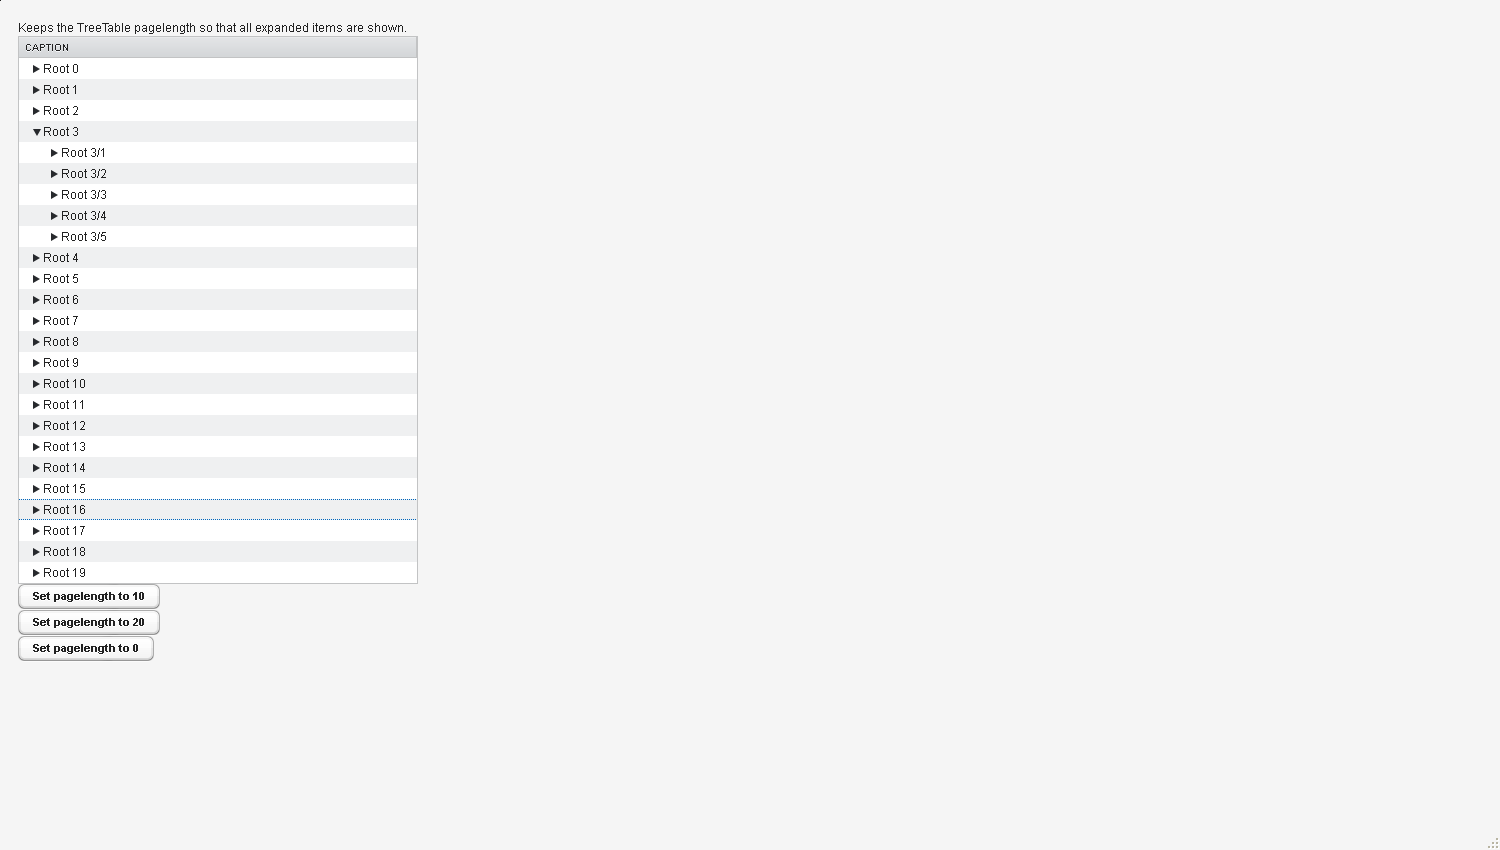 Keeps the TreeTable pagelength so that all expanded items are shown.
CAPTION
Root 0
Root 1
Root 2
Root 3
Root 3/1
Root 3/2
Root 3/3
Root 3/4
Root 3/5
Root 4
Root 5
Root 6
Root 7
Root 8
Root 9
Root 10
Root 11
Root 12
Root 13
Root 14
Root 15
Root 16
Root 17
Root 18
Root 19
Set pagelength to 10
Set pagelength to 20
Set pagelength to 0